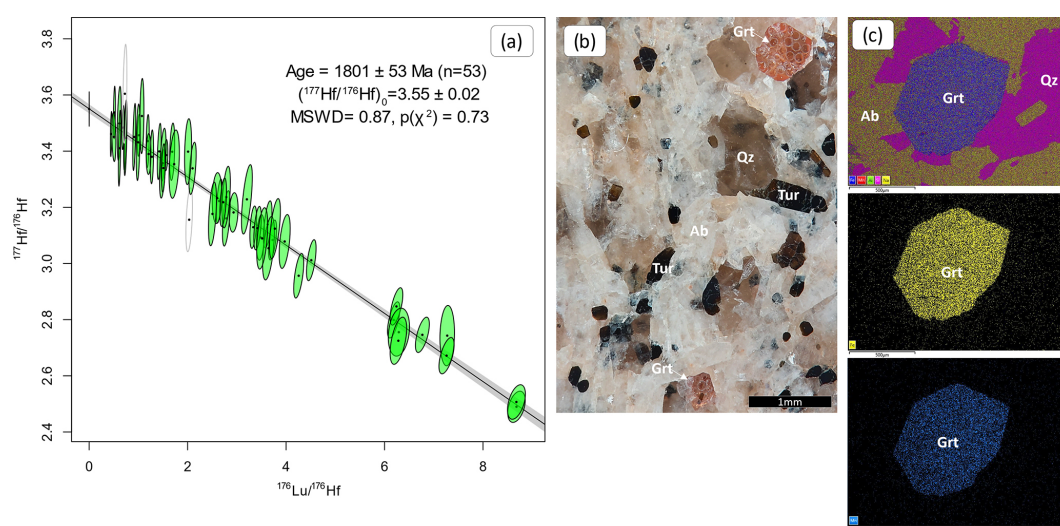 (a)
Age = 1801 ± 53 Ma (n=53)
(¹⁷⁷Hf/¹⁷⁶Hf)₀=3.55 ± 0.02
MSWD= 0.87, p(χ²) = 0.73
3.8
3.6
3.4
3.2
3.0
2.8
2.6
2.4
¹⁷⁷Hf/¹⁷⁶Hf
0
2
4
6
8
¹⁷⁶Lu/¹⁷⁶Hf
(b)
Grt
Qz
Tur
Ab
Tur
Grt
1mm
(c)
Qz
Grt
Ab
500µm
Grt
500µm
Grt